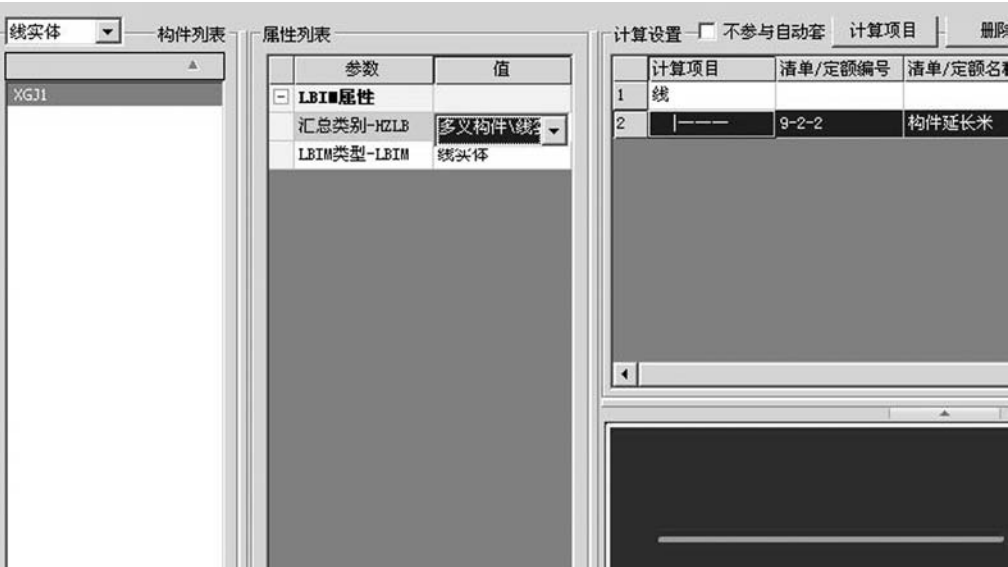 线实体
构件列表
XGJ1
属性列表
参数 值
LBIM属性
汇总类别-HZLB 多义构件\线
LBIM类型-LBIM 线实体
计算设置 不参与自动套 计算项目
计算项目 清单/定额编号 清单/定额名
1 线
2 |——— 9-2-2 构件延长米